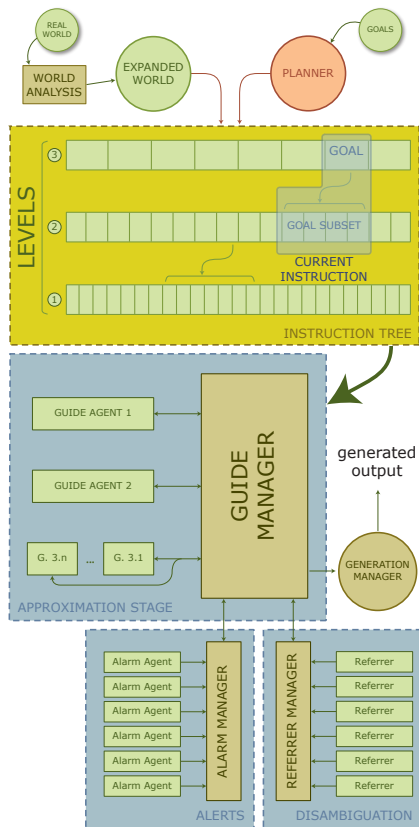 REAL
WORLD
GOALS
WORLD
ANALYSIS
EXPANDED
WORLD
PLANNER
LEVELS
3
GOAL
2
GOAL SUBSET
CURRENT
INSTRUCTION
1
INSTRUCTION TREE
GUIDE AGENT 1
GUIDE AGENT 2
G. 3.n
...
G. 3.1
GUIDE
MANAGER
APPROXIMATION STAGE
generated
output
GENERATION
MANAGER
Alarm Agent
Alarm Agent
Alarm Agent
Alarm Agent
Alarm Agent
Alarm Agent
ALARM MANAGER
ALERTS
REFERRER MANAGER
Referrer
Referrer
Referrer
Referrer
Referrer
Referrer
DISAMBIGUATION